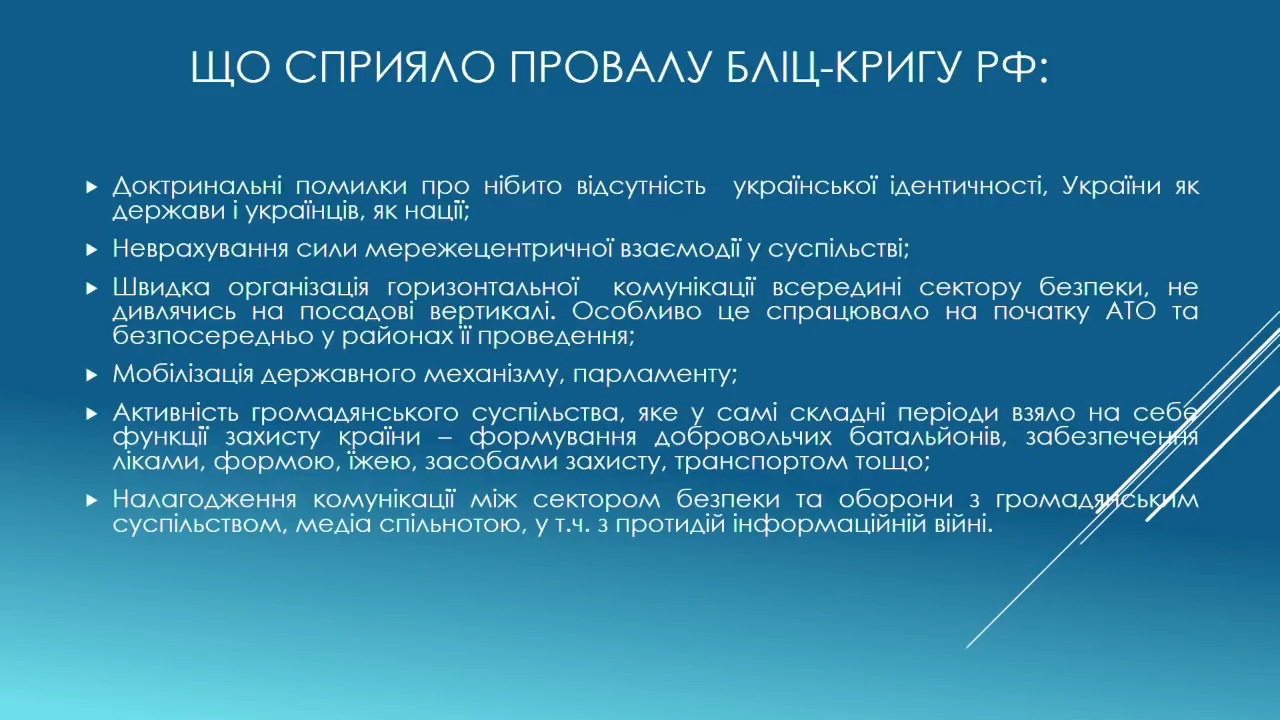 ЩО СПРИЯЛО ПРОВАЛУ БЛІЦ-КРИГУ РФ:
Доктринальні помилки про нібито відсутність української ідентичності, України як
держави і українців, як нації;
Неврахування сили мережецентричної взаємодії у суспільстві;
Швидка організація горизонтальної комунікації всередині сектору безпеки, не
дивлячись на посадові вертикалі. Особливо це спрацювало на початку АТО та
безпосередньо у районах її проведення;
Мобілізація державного механізму, парламенту;
Активність громадянського суспільства, яке у самі складні періоди взяло на себе
функції захисту країни – формування добровольчих батальйонів, забезпечення
ліками, формою, їжею, засобами захисту, транспортом тощо;
Налагодження комунікації між сектором безпеки та оборони з громадянським
суспільством, медіа спільнотою, у т.ч. з протидій інформаційній війні.